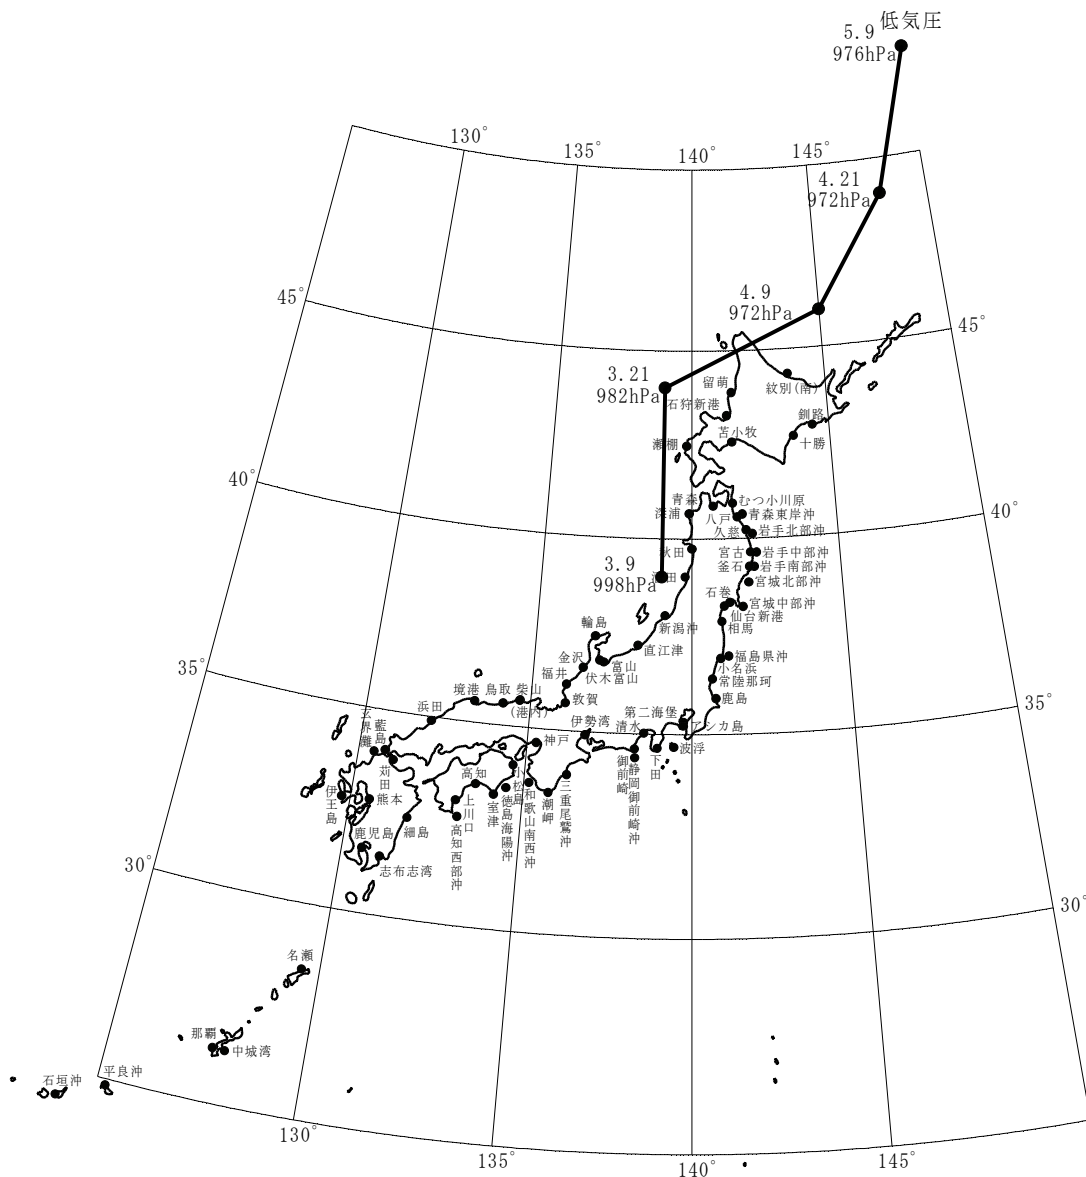 低気圧
5.9
976hPa
130°
135°
140°
145°
4.21
972hPa
4.9
972hPa
45°
45°
3.21
982hPa
留萌
紋別(南)
石狩新港
釧路
苫小牧
十勝
瀬棚
40°
青森
むつ小川原
深浦
八戸
青森東岸沖
40°
久慈
岩手北部沖
秋田
宮古
岩手中部沖
釜石
岩手南部沖
3.9
998hPa
酒田
宮城北部沖
石巻
宮城中部沖
仙台新港
輪島
新潟沖
相馬
直江津
金沢
富山
福島県沖
35°
福井
伏木富山
小名浜
常陸那珂
境港
鳥取
柴山
(港内)
敦賀
鹿島
35°
浜田
伊勢湾
第二海堡
アシカ島
玄界灘
藍島
清水
神戸
御前崎
下田
波浮
苅田
高知
小松島
静岡御前崎沖
伊王島
熊本
上川口
室津
徳島海陽沖
和歌山南西沖
潮岬
三重尾鷲沖
鹿児島
細島
高知西部沖
30°
志布志湾
30°
名瀬
那覇
中城湾
石垣沖
平良沖
130°
135°
140°
145°